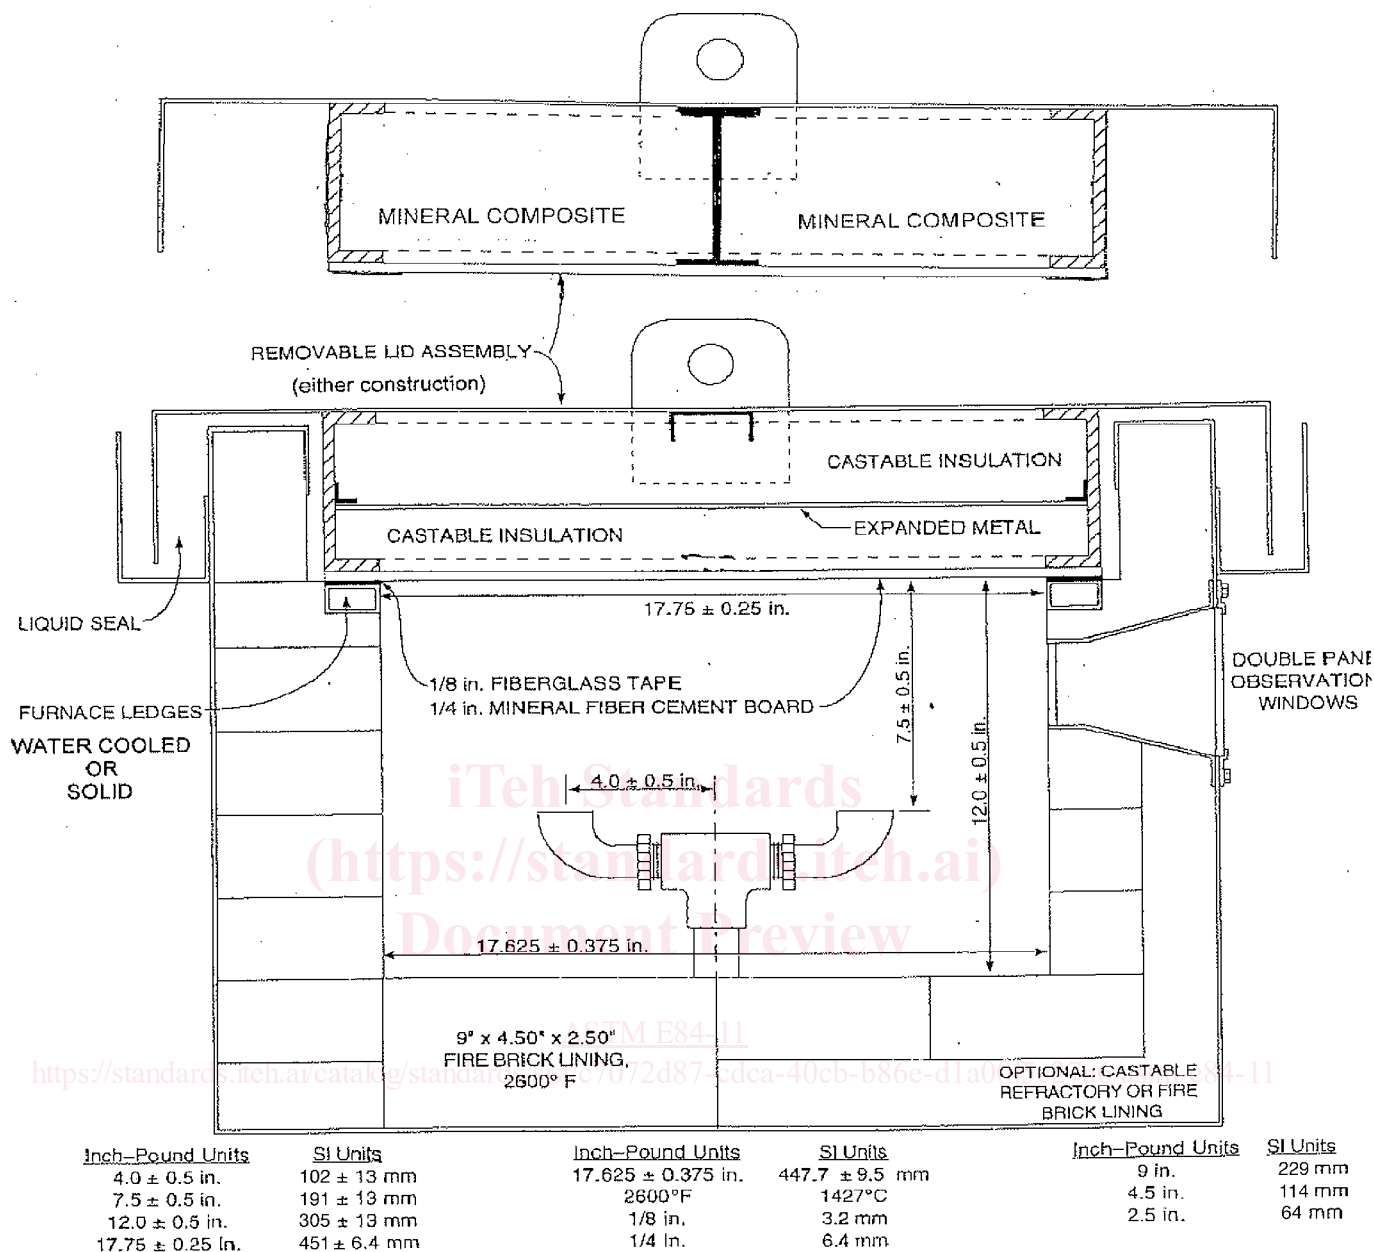 MINERAL COMPOSITE
MINERAL COMPOSITE
REMOVABLE LID ASSEMBLY
(either construction)
CASTABLE INSULATION
CASTABLE INSULATION
EXPANDED METAL
17.75 ± 0.25 in.
LIQUID SEAL
1/8 in. FIBERGLASS TAPE
1/4 in. MINERAL FIBER CEMENT BOARD
7.5 ± 0.5 in.
12.0 ± 0.5 in.
DOUBLE PANE
OBSERVATION
WINDOWS
FURNACE LEDGES
WATER COOLED
OR
SOLID
4.0 ± 0.5 in.
iTeh Standards
(https://standards.iteh.ai)
Document Preview
17.625 ± 0.375 in.
ASTM E84-11
9" x 4.50" x 2.50"
FIRE BRICK LINING,
2600° F
OPTIONAL: CASTABLE
REFRACTORY OR FIRE
BRICK LINING
Inch-Pound Units SI Units
4.0 ± 0.5 in. 102 ± 13 mm
7.5 ± 0.5 in. 191 ± 13 mm
12.0 ± 0.5 in. 305 ± 13 mm
17.75 ± 0.25 in. 451 ± 6.4 mm
Inch-Pound Units SI Units
17.625 ± 0.375 in. 447.7 ± 9.5 mm
2600°F 1427°C
1/8 in. 3.2 mm
1/4 in. 6.4 mm
Inch-Pound Units SI Units
9 in. 229 mm
4.5 in. 114 mm
2.5 in. 64 mm